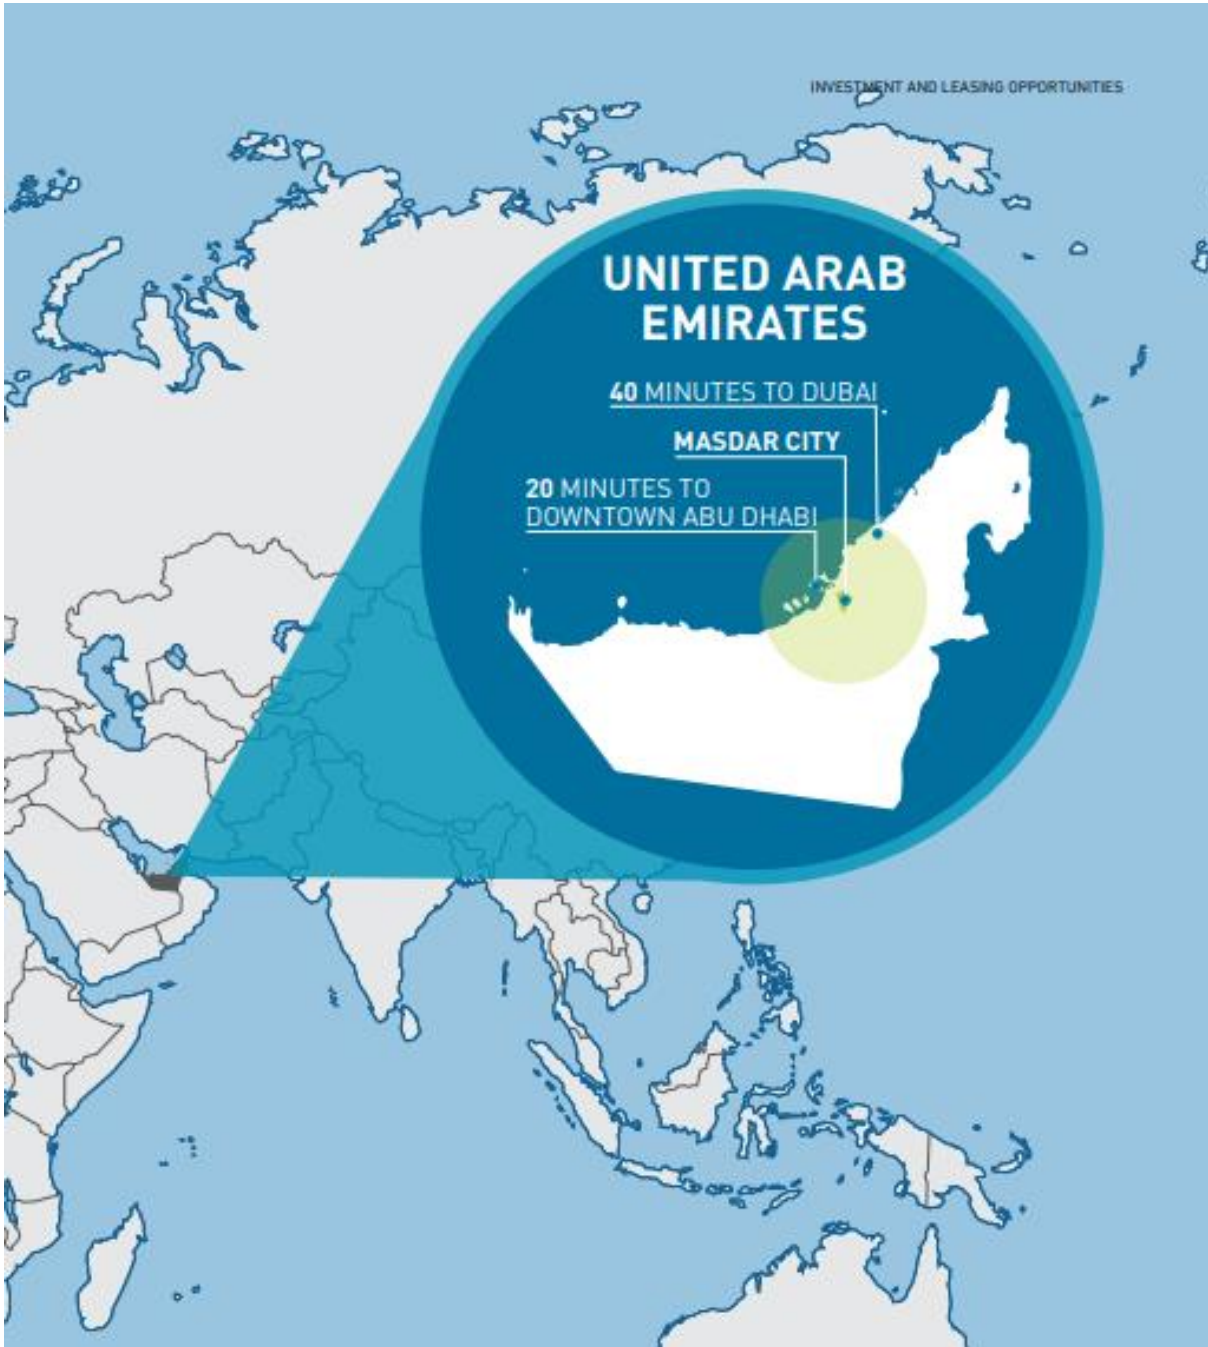 INVESTMENT AND LEASING OPPORTUNITIES
UNITED ARAB
EMIRATES
40 MINUTES TO DUBAI
MASDAR CITY
20 MINUTES TO
DOWNTOWN ABU DHABI